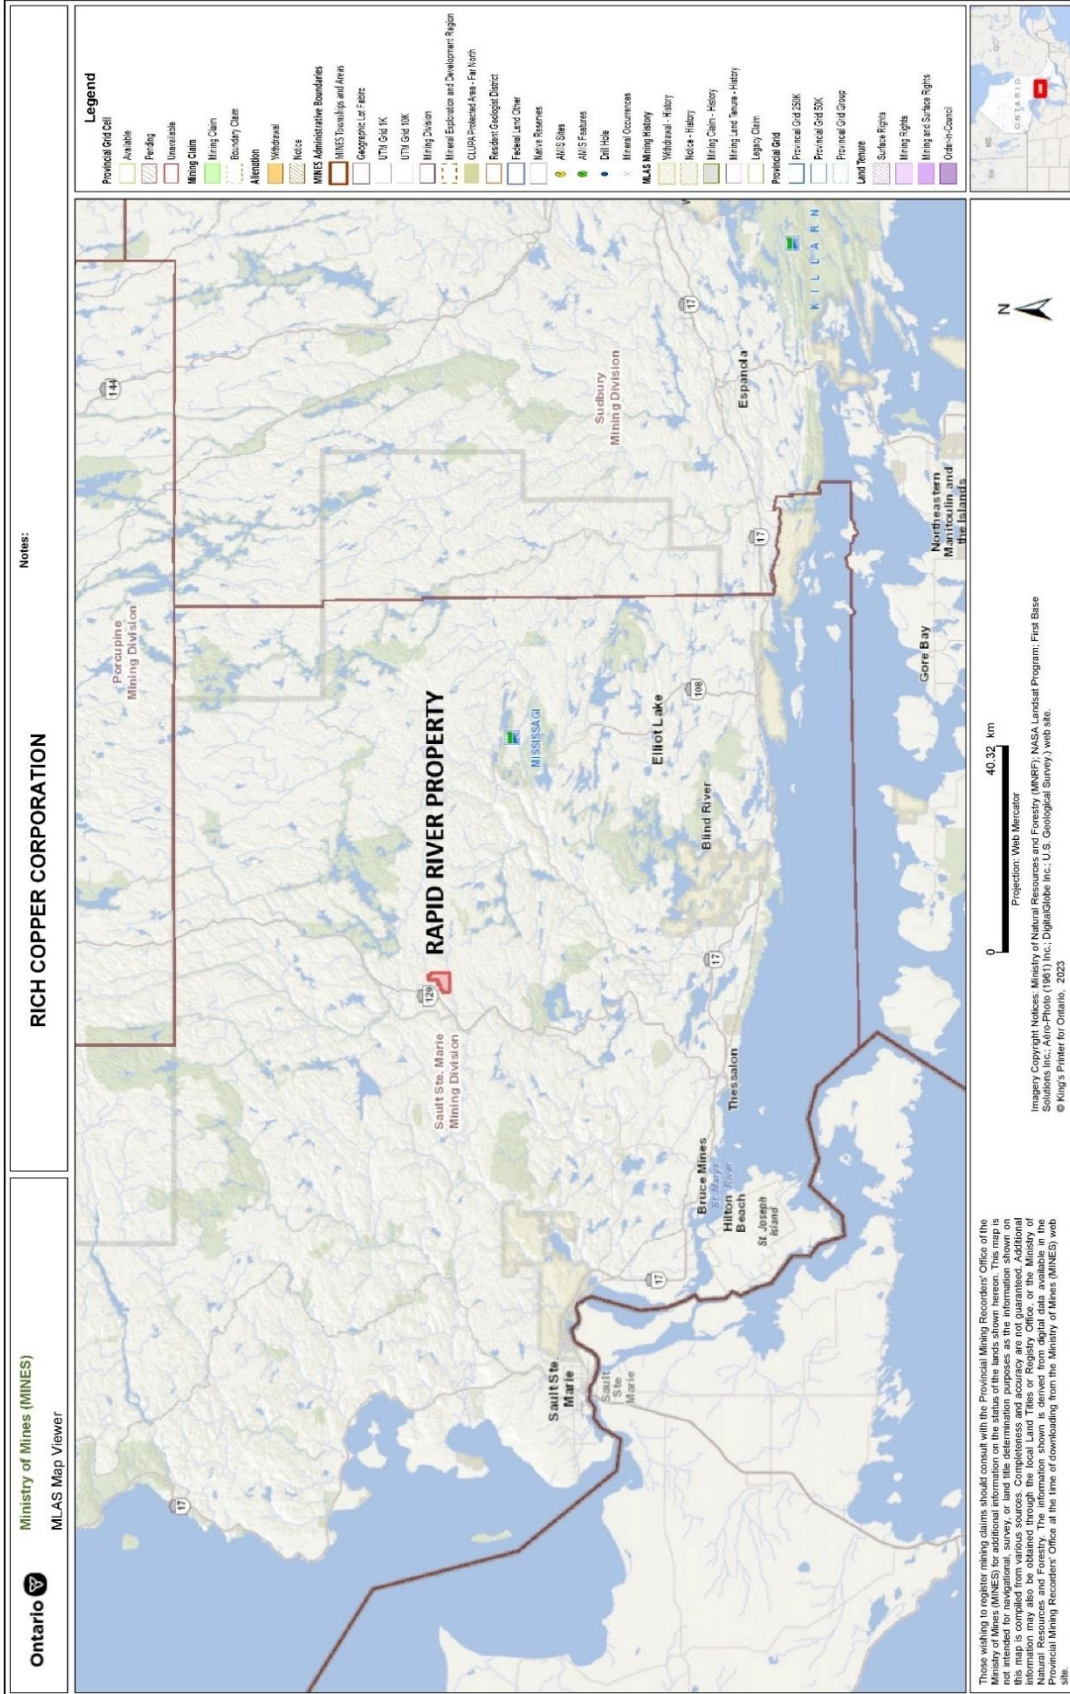 Ontario
Ministry of Mines (MINES)
MLAS Map Viewer
RICH COPPER CORPORATION
Notes:
Legend
Provincial Grid Cell
Available
Pending
Unavailable
Mining Claim
Mining Claim
Boundary Claim
Alienation
Withdrawal
Notice
MINES Administrative Boundaries
MINES Townships and Areas
Geographic Lot Fabric
UTM Grid 1K
UTM Grid 10K
Mining Division
Mineral Exploration and Development Region
CLUPA Protected Area - Far North
Resident Geologist District
Federal Land Other
Native Reserves
AMIS Sites
AMIS Features
Drill Hole
Mineral Occurrences
MLAS Mining History
Withdrawal - History
Notice - History
Mining Claim - History
Mining Land Tenure - History
Legacy Claim
Provincial Grid
Provincial Grid 250K
Provincial Grid 50K
Provincial Grid Group
Land Tenure
Surface Rights
Mining Rights
Mining and Surface Rights
Order-in-Council
ONTARIO
144
Porcupine
Mining Division
Sudbury
Mining Division
17
17
Espanola
KILLARN
RAPID RIVER PROPERTY
129
Sault Ste. Marie
Mining Division
MISSISSAGI
Elliot Lake
108
Blind River
17
Thessalon
Bruce Mines
St. Marys River
Hilton
Beach
St. Joseph
Island
17
17
Sault Ste
Marie
Sault
Ste
Marie
Gore Bay
Northeastern
Manitoulin and
the Islands
Those wishing to register mining claims should consult with the Provincial Mining Recorders' Office of the
Ministry of Mines (MINES) for additional information on the status of the lands shown hereon. This map is
not intended for navigational, survey, or land title determination purposes as the information shown on
this map is compiled from various sources. Completeness and accuracy are not guaranteed. Additional
information may also be obtained through the local Land Titles or Registry Office, or the Ministry of
Natural Resources and Forestry. The information shown is derived from digital data available in the
Provincial Mining Recorders' Office at the time of downloading from the Ministry of Mines (MINES) web
site.
0 40.32 km
Projection: Web Mercator
Imagery Copyright Notices: Ministry of Natural Resources and Forestry (MNRF); NASA Landsat Program; First Base
Solutions Inc.; Aéro-Photo (1961) Inc.; DigitalGlobe Inc.; U.S. Geological Survey.) web site.
© King's Printer for Ontario, 2023
N